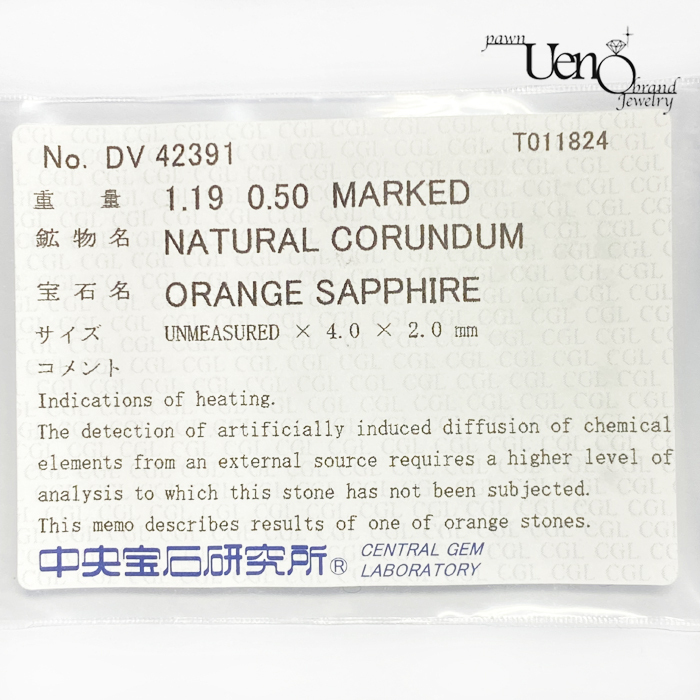 pawn
Ueno
brand
Jewelry
No. DV 42391
T011824
重 量 1.19 0.50 MARKED
鉱物名 NATURAL CORUNDUM
宝石名 ORANGE SAPPHIRE
サイズ UNMEASURED × 4.0 × 2.0 mm
コメント
Indications of heating.
The detection of artificially induced diffusion of chemical
elements from an external source requires a higher level of
analysis to which this stone has not been subjected.
This memo describes results of one of orange stones.
中央宝石研究所® CENTRAL GEM
LABORATORY